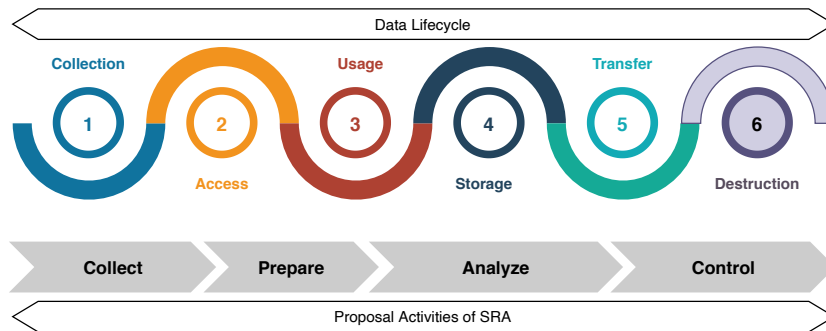 Data Lifecycle
Collection Usage Transfer
1 2 3 4 5 6
Access Storage Destruction
Collect Prepare Analyze Control
Proposal Activities of SRA